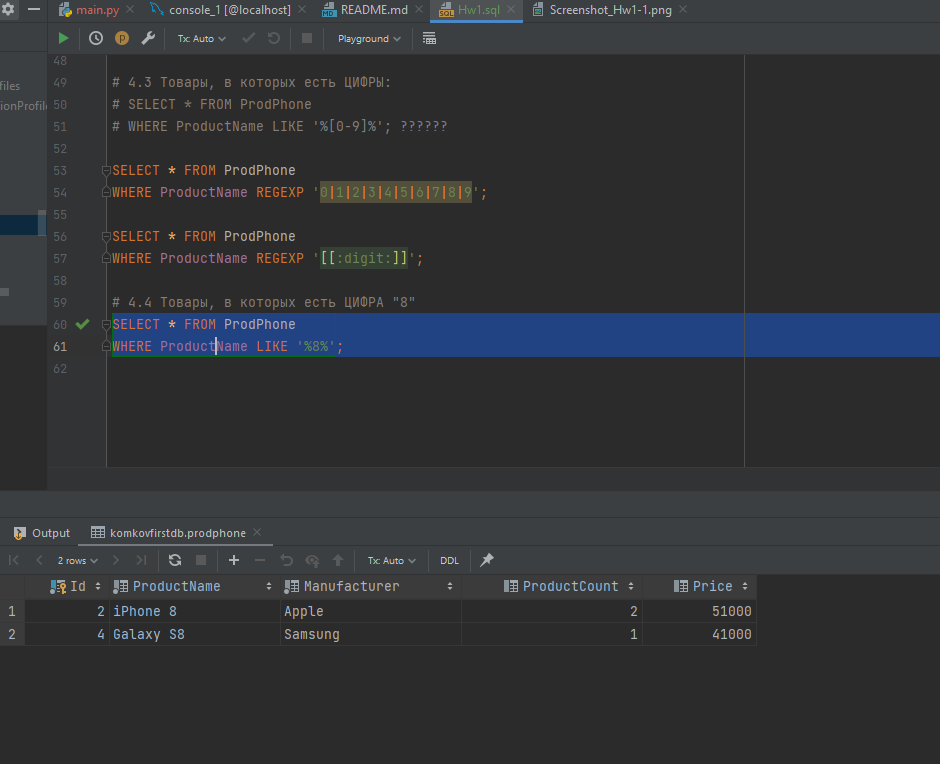 main.py console_1 [@localhost] README.md Hw1.sql Screenshot_Hw1-1.png
Tx: Auto Playground
files
ionProfile
48
49 # 4.3 Товары, в которых есть ЦИФРЫ:
50 # SELECT * FROM ProdPhone
51 # WHERE ProductName LIKE '%[0-9]%'; ??????
52
53 SELECT * FROM ProdPhone
54 WHERE ProductName REGEXP '0|1|2|3|4|5|6|7|8|9';
55
56 SELECT * FROM ProdPhone
57 WHERE ProductName REGEXP '[[:digit:]]';
58
59 # 4.4 Товары, в которых есть ЦИФРА "8"
60 SELECT * FROM ProdPhone
61 WHERE ProductName LIKE '%8%';
62
Output komkovfirstdb.prodphone
2 rows Tx: Auto DDL
Id ProductName Manufacturer ProductCount Price
1 2 iPhone 8 Apple 2 51000
2 4 Galaxy S8 Samsung 1 41000